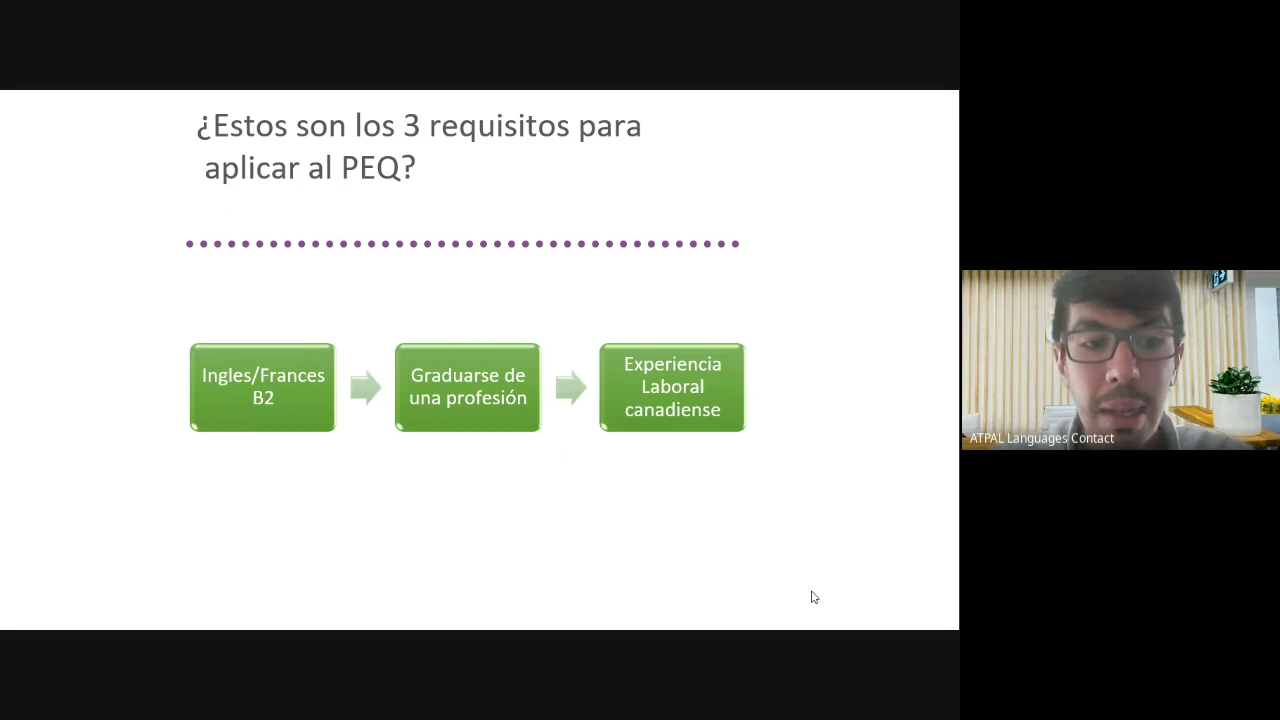 ¿Estos son los 3 requisitos para
aplicar al PEQ?
Ingles/Frances
B2
Graduarse de
una profesión
Experiencia
Laboral
canadiense
ATPAL Languages Contact